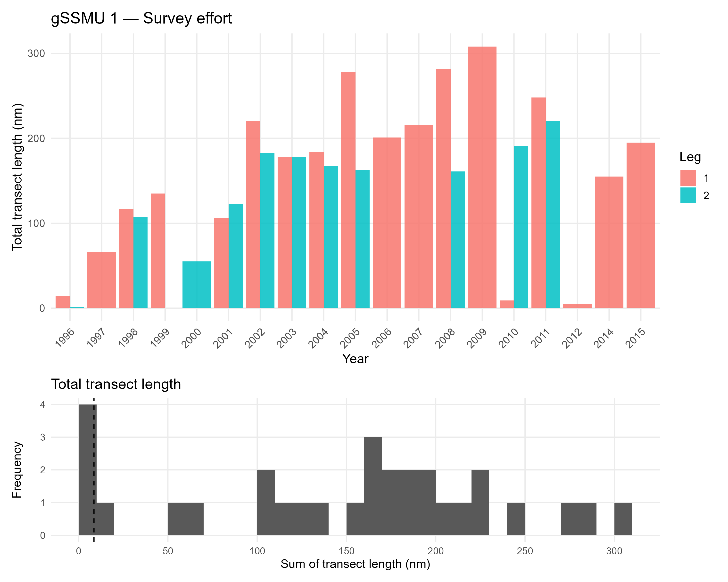 gSSMU 1 — Survey effort
Total transect length (nm)
300
200
100
0
1996 1997 1998 1999 2000 2001 2002 2003 2004 2005 2006 2007 2008 2009 2010 2011 2012 2014 2015
Year
Leg
1
2
Total transect length
Frequency
4
3
2
1
0
0 50 100 150 200 250 300
Sum of transect length (nm)